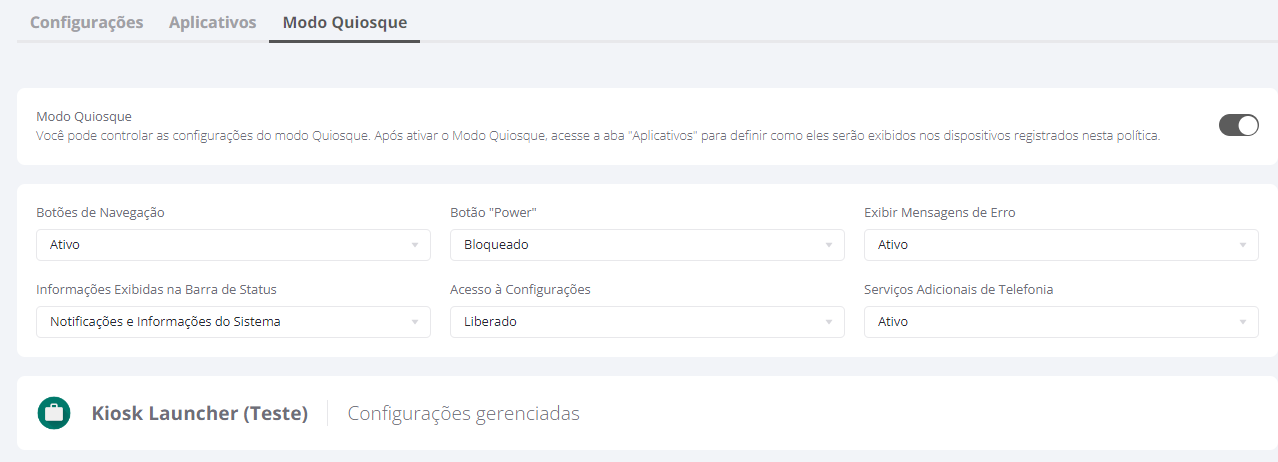 Configurações Aplicativos Modo Quiosque
Modo Quiosque
Você pode controlar as configurações do modo Quiosque. Após ativar o Modo Quiosque, acesse a aba "Aplicativos" para definir como eles serão exibidos nos dispositivos registrados nesta política.
Botões de Navegação Botão "Power" Exibir Mensagens de Erro
Ativo Bloqueado Ativo
Informações Exibidas na Barra de Status Acesso à Configurações Serviços Adicionais de Telefonia
Notificações e Informações do Sistema Liberado Ativo
Kiosk Launcher (Teste) Configurações gerenciadas